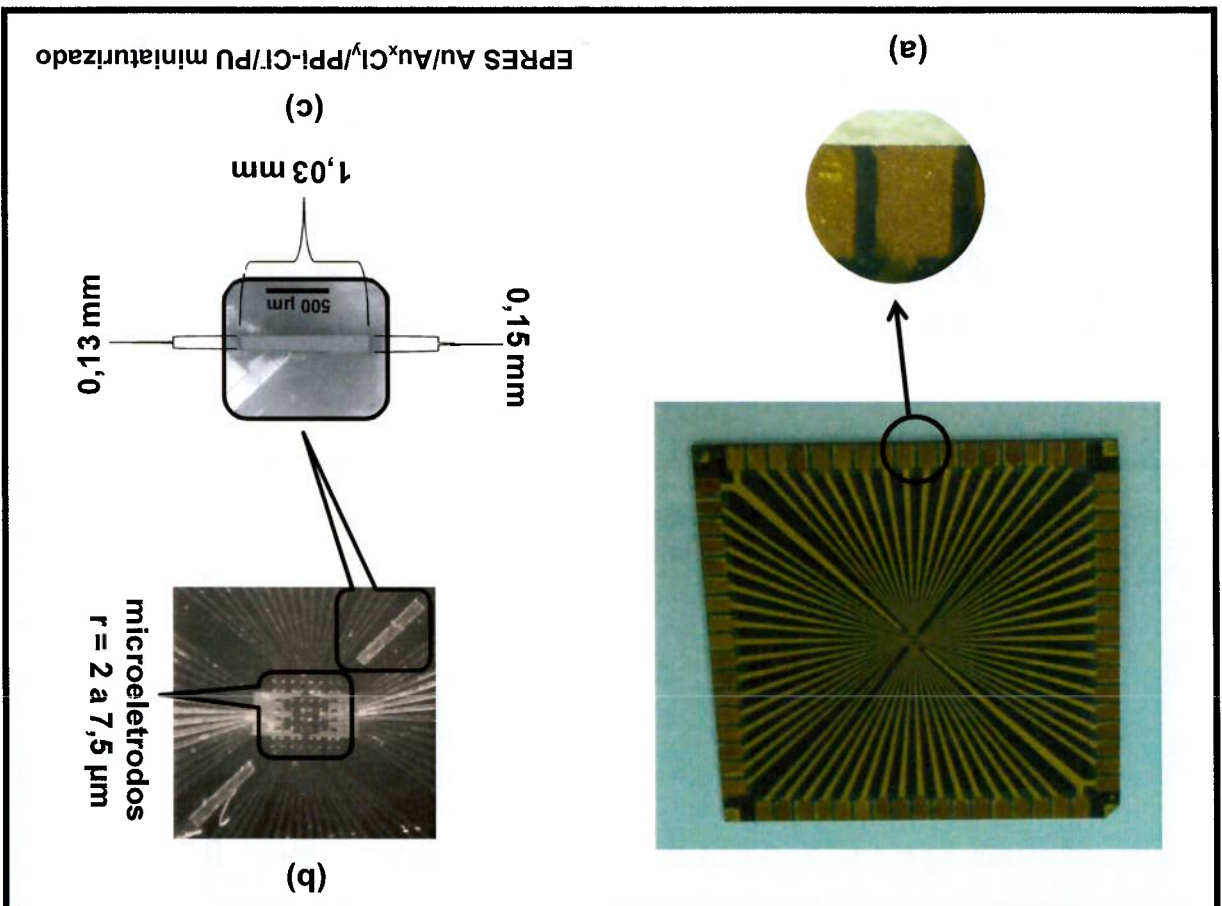 (b)
microeletrodos
r = 2 a 7,5 µm
0,15 mm
500 µm
0,13 mm
1,03 mm
(c)
EPRES Au/AuₓClᵧ/PPi-Cl⁻/PU miniaturizado
(a)